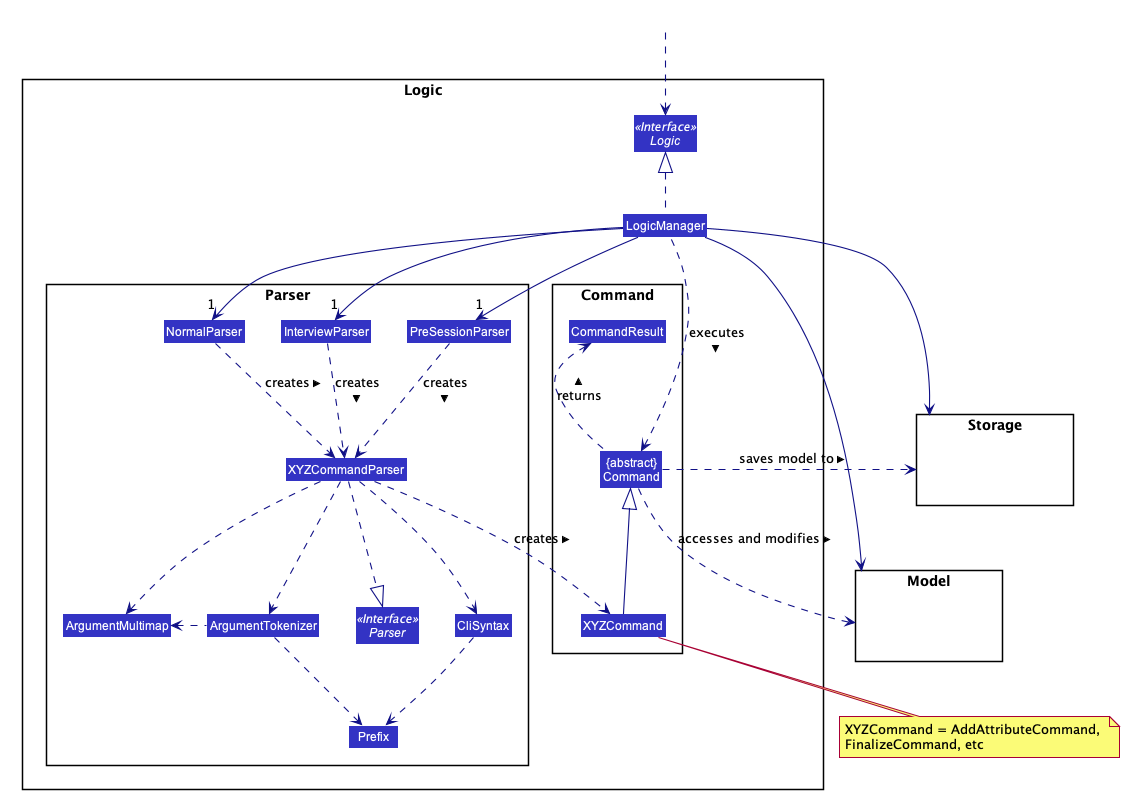 Logic
«Interface»
Logic
LogicManager
Parser
Command
1
1
1
NormalParser
InterviewParser
PreSessionParser
CommandResult
executes
creates
creates
creates
returns
Storage
XYZCommandParser
{abstract}
Command
saves model to
creates
accesses and modifies
Model
ArgumentMultimap
ArgumentTokenizer
«Interface»
Parser
CliSyntax
XYZCommand
Prefix
XYZCommand = AddAttributeCommand,
FinalizeCommand, etc